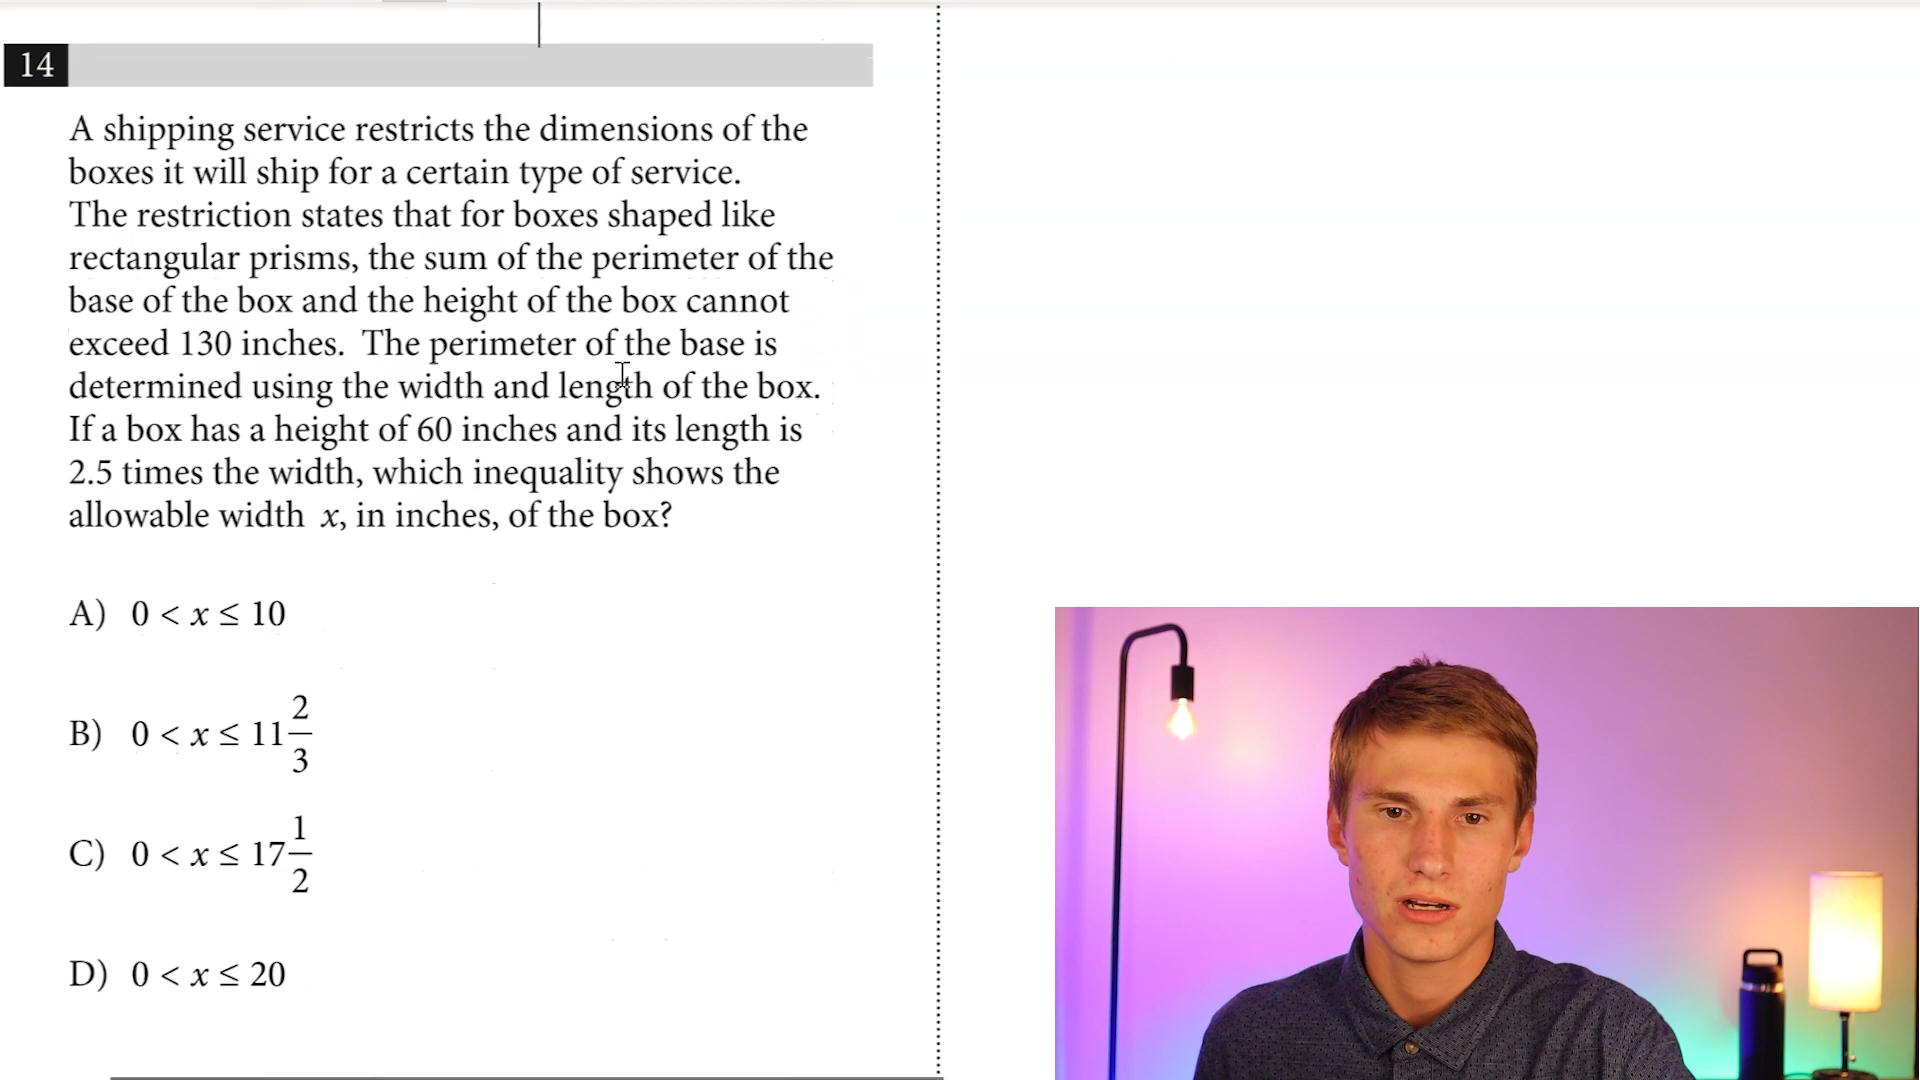 14
A shipping service restricts the dimensions of the
boxes it will ship for a certain type of service.
The restriction states that for boxes shaped like
rectangular prisms, the sum of the perimeter of the
base of the box and the height of the box cannot
exceed 130 inches. The perimeter of the base is
determined using the width and length of the box.
If a box has a height of 60 inches and its length is
2.5 times the width, which inequality shows the
allowable width x, in inches, of the box?
A) 0 < x ≤ 10
B) 0 < x ≤ 11 2/3
C) 0 < x ≤ 17 1/2
D) 0 < x ≤ 20